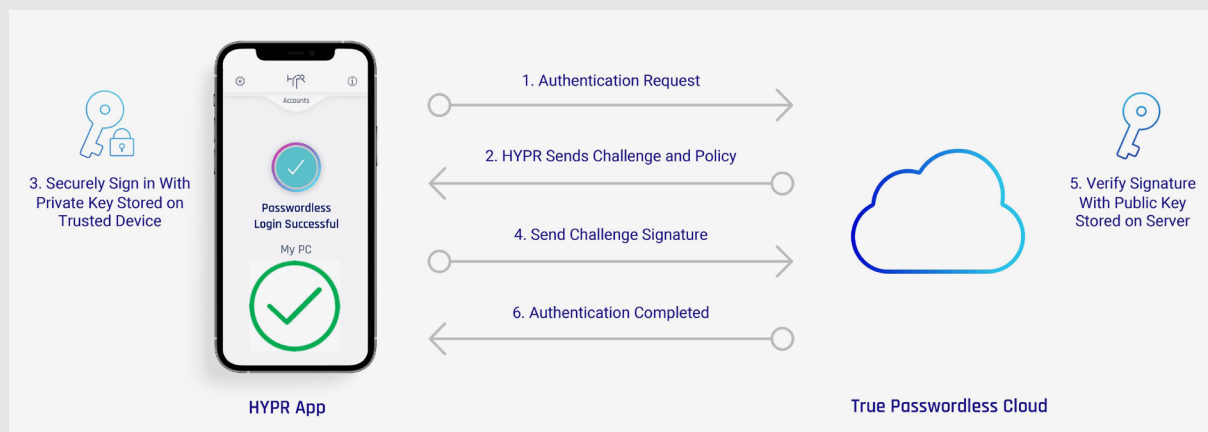 HYPR
Accounts
Passwordless
Login Successful
My PC
1. Authentication Request
2. HYPR Sends Challenge and Policy
3. Securely Sign in With
Private Key Stored on
Trusted Device
4. Send Challenge Signature
5. Verify Signature
With Public Key
Stored on Server
6. Authentication Completed
HYPR App
True Passwordless Cloud